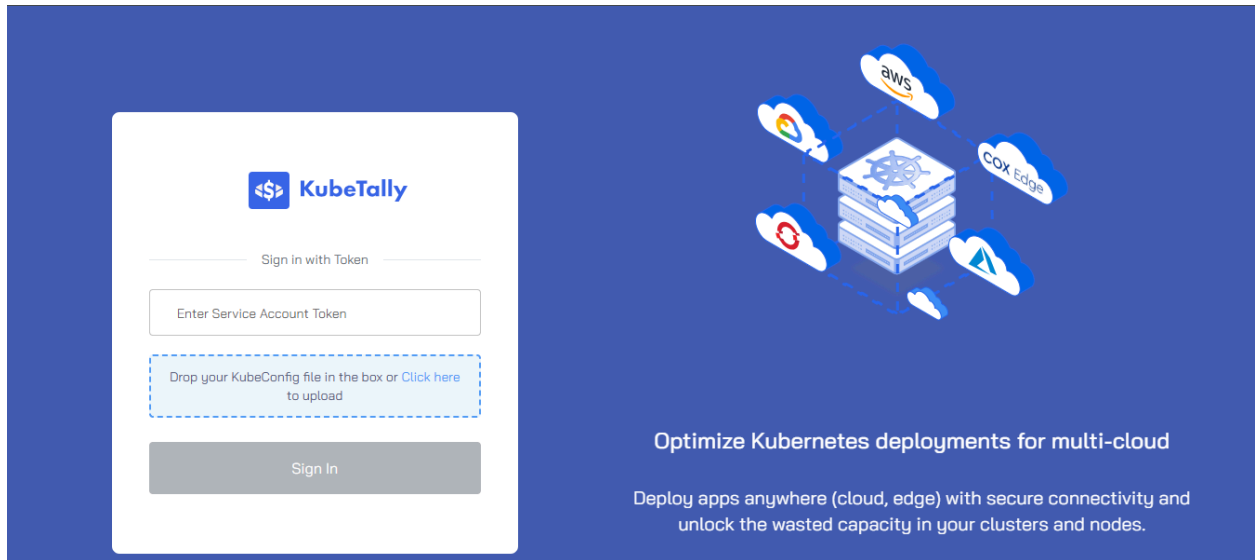 KubeTally
Sign in with Token
Enter Service Account Token
Drop your KubeConfig file in the box or Click here
to upload
Sign In
aws
COX Edge
Optimize Kubernetes deployments for multi-cloud
Deploy apps anywhere (cloud, edge) with secure connectivity and
unlock the wasted capacity in your clusters and nodes.